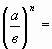 (a/в)ⁿ =